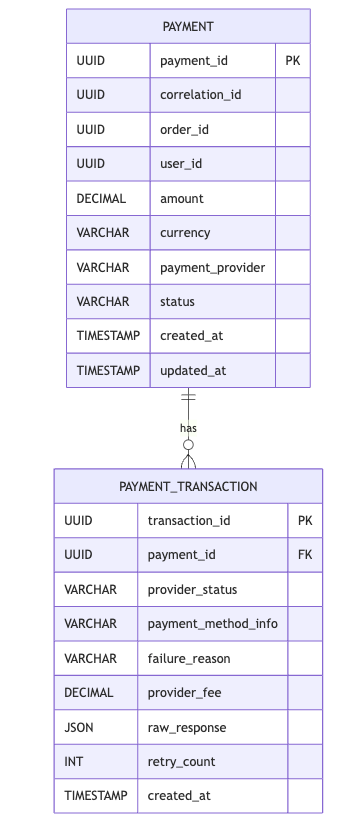 PAYMENT
UUID payment_id PK
UUID correlation_id
UUID order_id
UUID user_id
DECIMAL amount
VARCHAR currency
VARCHAR payment_provider
VARCHAR status
TIMESTAMP created_at
TIMESTAMP updated_at
has
PAYMENT_TRANSACTION
UUID transaction_id PK
UUID payment_id FK
VARCHAR provider_status
VARCHAR payment_method_info
VARCHAR failure_reason
DECIMAL provider_fee
JSON raw_response
INT retry_count
TIMESTAMP created_at